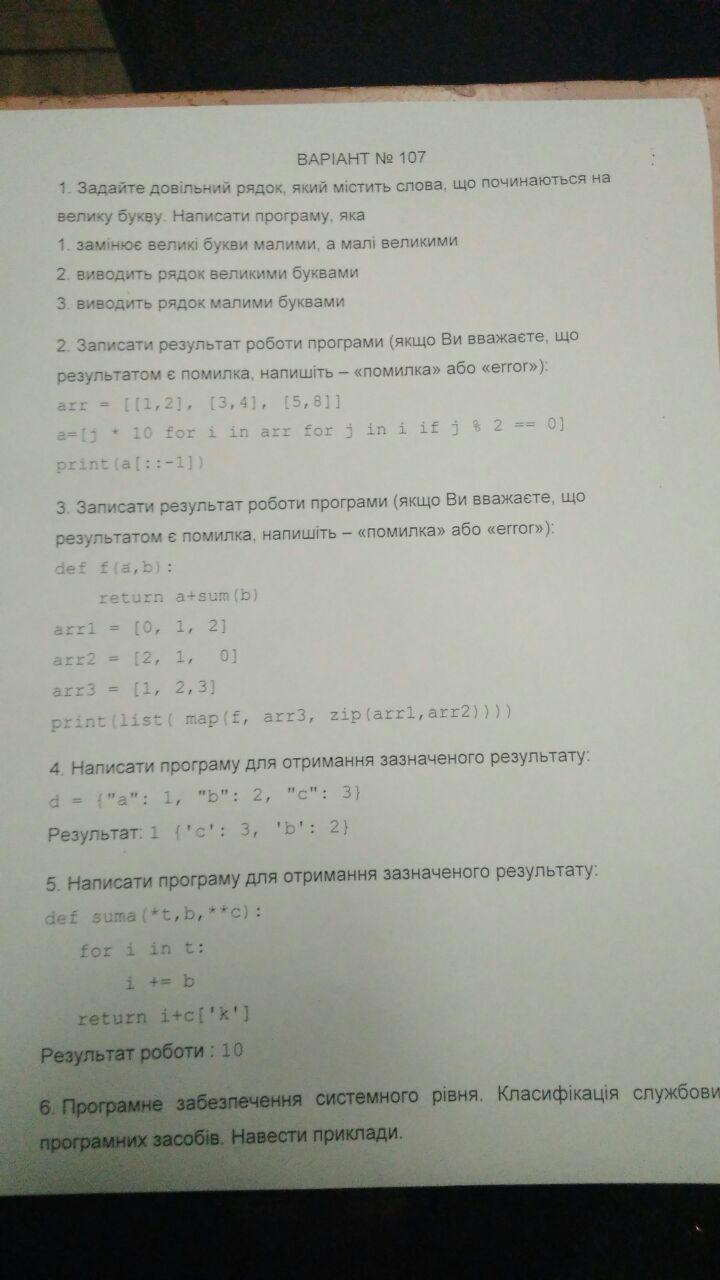 ВАРІАНТ № 107
1. Задайте довільний рядок, який містить слова, що починаються на
велику букву. Написати програму, яка
1. замінює великі букви малими, а малі великими
2. виводить рядок великими буквами
3. виводить рядок малими буквами
2. Записати результат роботи програми (якщо Ви вважаєте, що
результатом є помилка, напишіть – «помилка» або «error»):
arr = [[1,2], [3,4], [5,8]]
a=[j * 10 for i in arr for j in i if j % 2 == 0]
print(a[::-1])
3. Записати результат роботи програми (якщо Ви вважаєте, що
результатом є помилка, напишіть – «помилка» або «error»):
def f(a,b):
    return a+sum(b)
arr1 = [0, 1, 2]
arr2 = [2, 1,  0]
arr3 = [1, 2,3]
print(list( map(f, arr3, zip(arr1,arr2))))
4. Написати програму для отримання зазначеного результату:
d = {"a": 1, "b": 2, "c": 3}
Результат: 1 {'c': 3, 'b': 2}
5. Написати програму для отримання зазначеного результату:
def suma(*t,b,**c):
   for i in t:
      i += b
   return i+c['k']
Результат роботи : 10
6. Програмне забезпечення системного рівня. Класифікація службови
програмних засобів. Навести приклади.